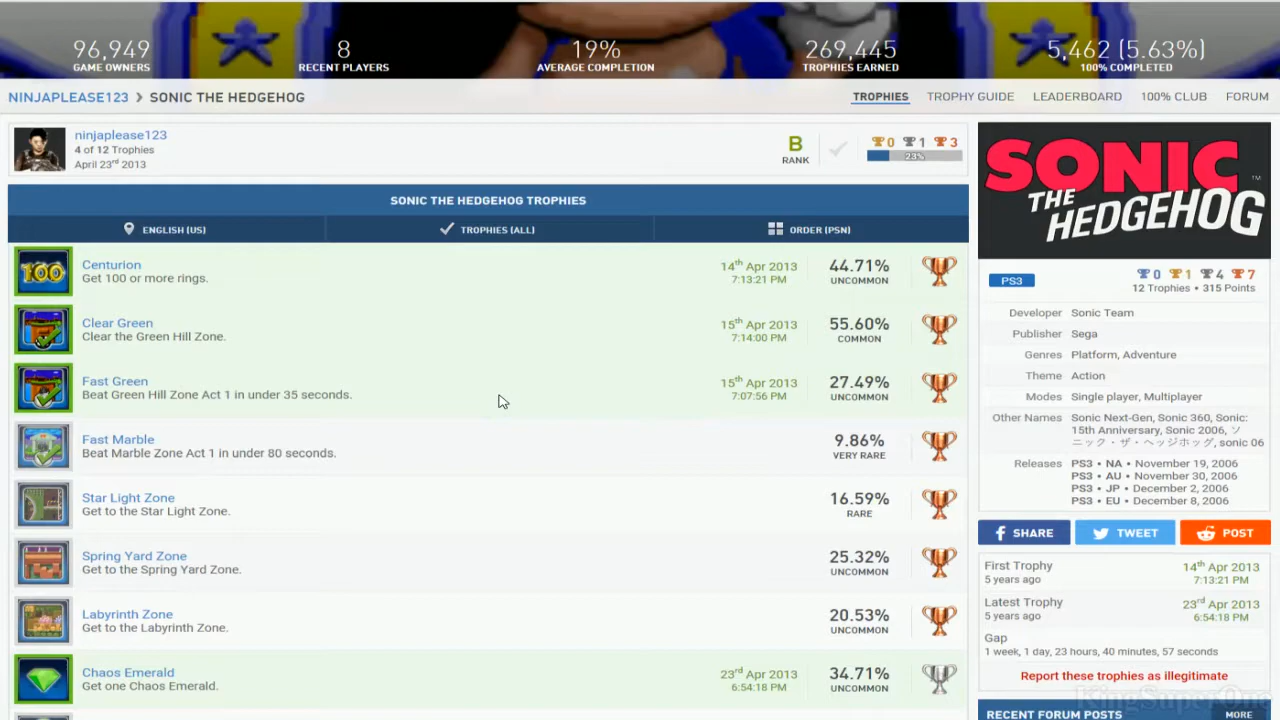 96,949
GAME OWNERS
8
RECENT PLAYERS
19%
AVERAGE COMPLETION
269,445
TROPHIES EARNED
5,462 (5.63%)
100% COMPLETED
NINJAPLEASE123 > SONIC THE HEDGEHOG
TROPHIES TROPHY GUIDE LEADERBOARD 100% CLUB FORUM
ninjaplease123
4 of 12 Trophies
April 23rd 2013
B
RANK
0 1 3
23%
SONIC THE HEDGEHOG TROPHIES
ENGLISH (US) TROPHIES (ALL) ORDER (PSN)
Centurion
Get 100 or more rings.
14th Apr 2013
7:13:21 PM
44.71%
UNCOMMON
Clear Green
Clear the Green Hill Zone.
15th Apr 2013
7:14:00 PM
55.60%
COMMON
Fast Green
Beat Green Hill Zone Act 1 in under 35 seconds.
15th Apr 2013
7:07:56 PM
27.49%
UNCOMMON
Fast Marble
Beat Marble Zone Act 1 in under 80 seconds.
9.86%
VERY RARE
Star Light Zone
Get to the Star Light Zone.
16.59%
RARE
Spring Yard Zone
Get to the Spring Yard Zone.
25.32%
UNCOMMON
Labyrinth Zone
Get to the Labyrinth Zone.
20.53%
UNCOMMON
Chaos Emerald
Get one Chaos Emerald.
23rd Apr 2013
6:54:18 PM
34.71%
UNCOMMON
100
SONIC
THE
HEDGEHOG
TM
PS3
0 1 4 7
12 Trophies • 315 Points
Developer Sonic Team
Publisher Sega
Genres Platform, Adventure
Theme Action
Modes Single player, Multiplayer
Other Names Sonic Next-Gen, Sonic 360, Sonic:
15th Anniversary, Sonic 2006, ソ
ニック・ザ・ヘッジホッグ, sonic 06
Releases PS3 • NA • November 19, 2006
PS3 • AU • November 30, 2006
PS3 • JP • December 2, 2006
PS3 • EU • December 8, 2006
SHARE TWEET POST
First Trophy
5 years ago
14th Apr 2013
7:13:21 PM
Latest Trophy
5 years ago
23rd Apr 2013
6:54:18 PM
Gap
1 week, 1 day, 23 hours, 40 minutes, 57 seconds
Report these trophies as illegitimate
KingSuperOne
RECENT FORUM POSTS MORE